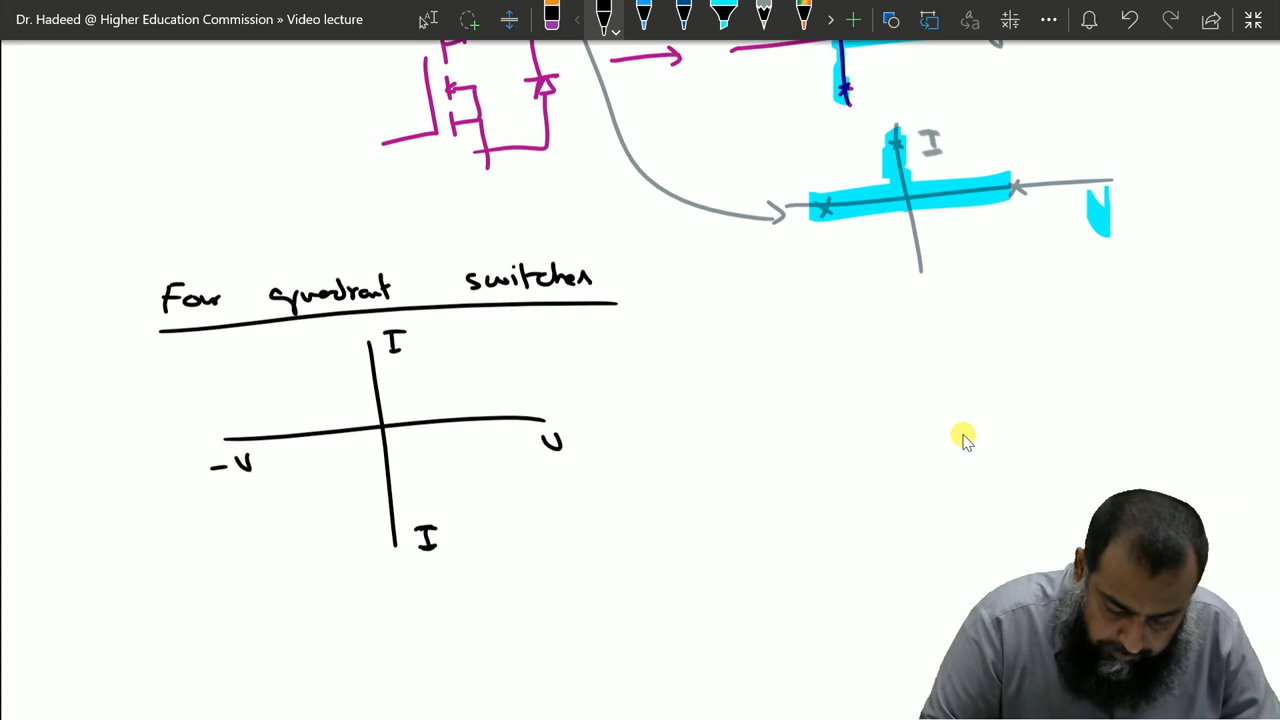 Dr. Hadeed @ Higher Education Commission » Video lecture
I
V
Four quadrant switches
I
V
-V
I